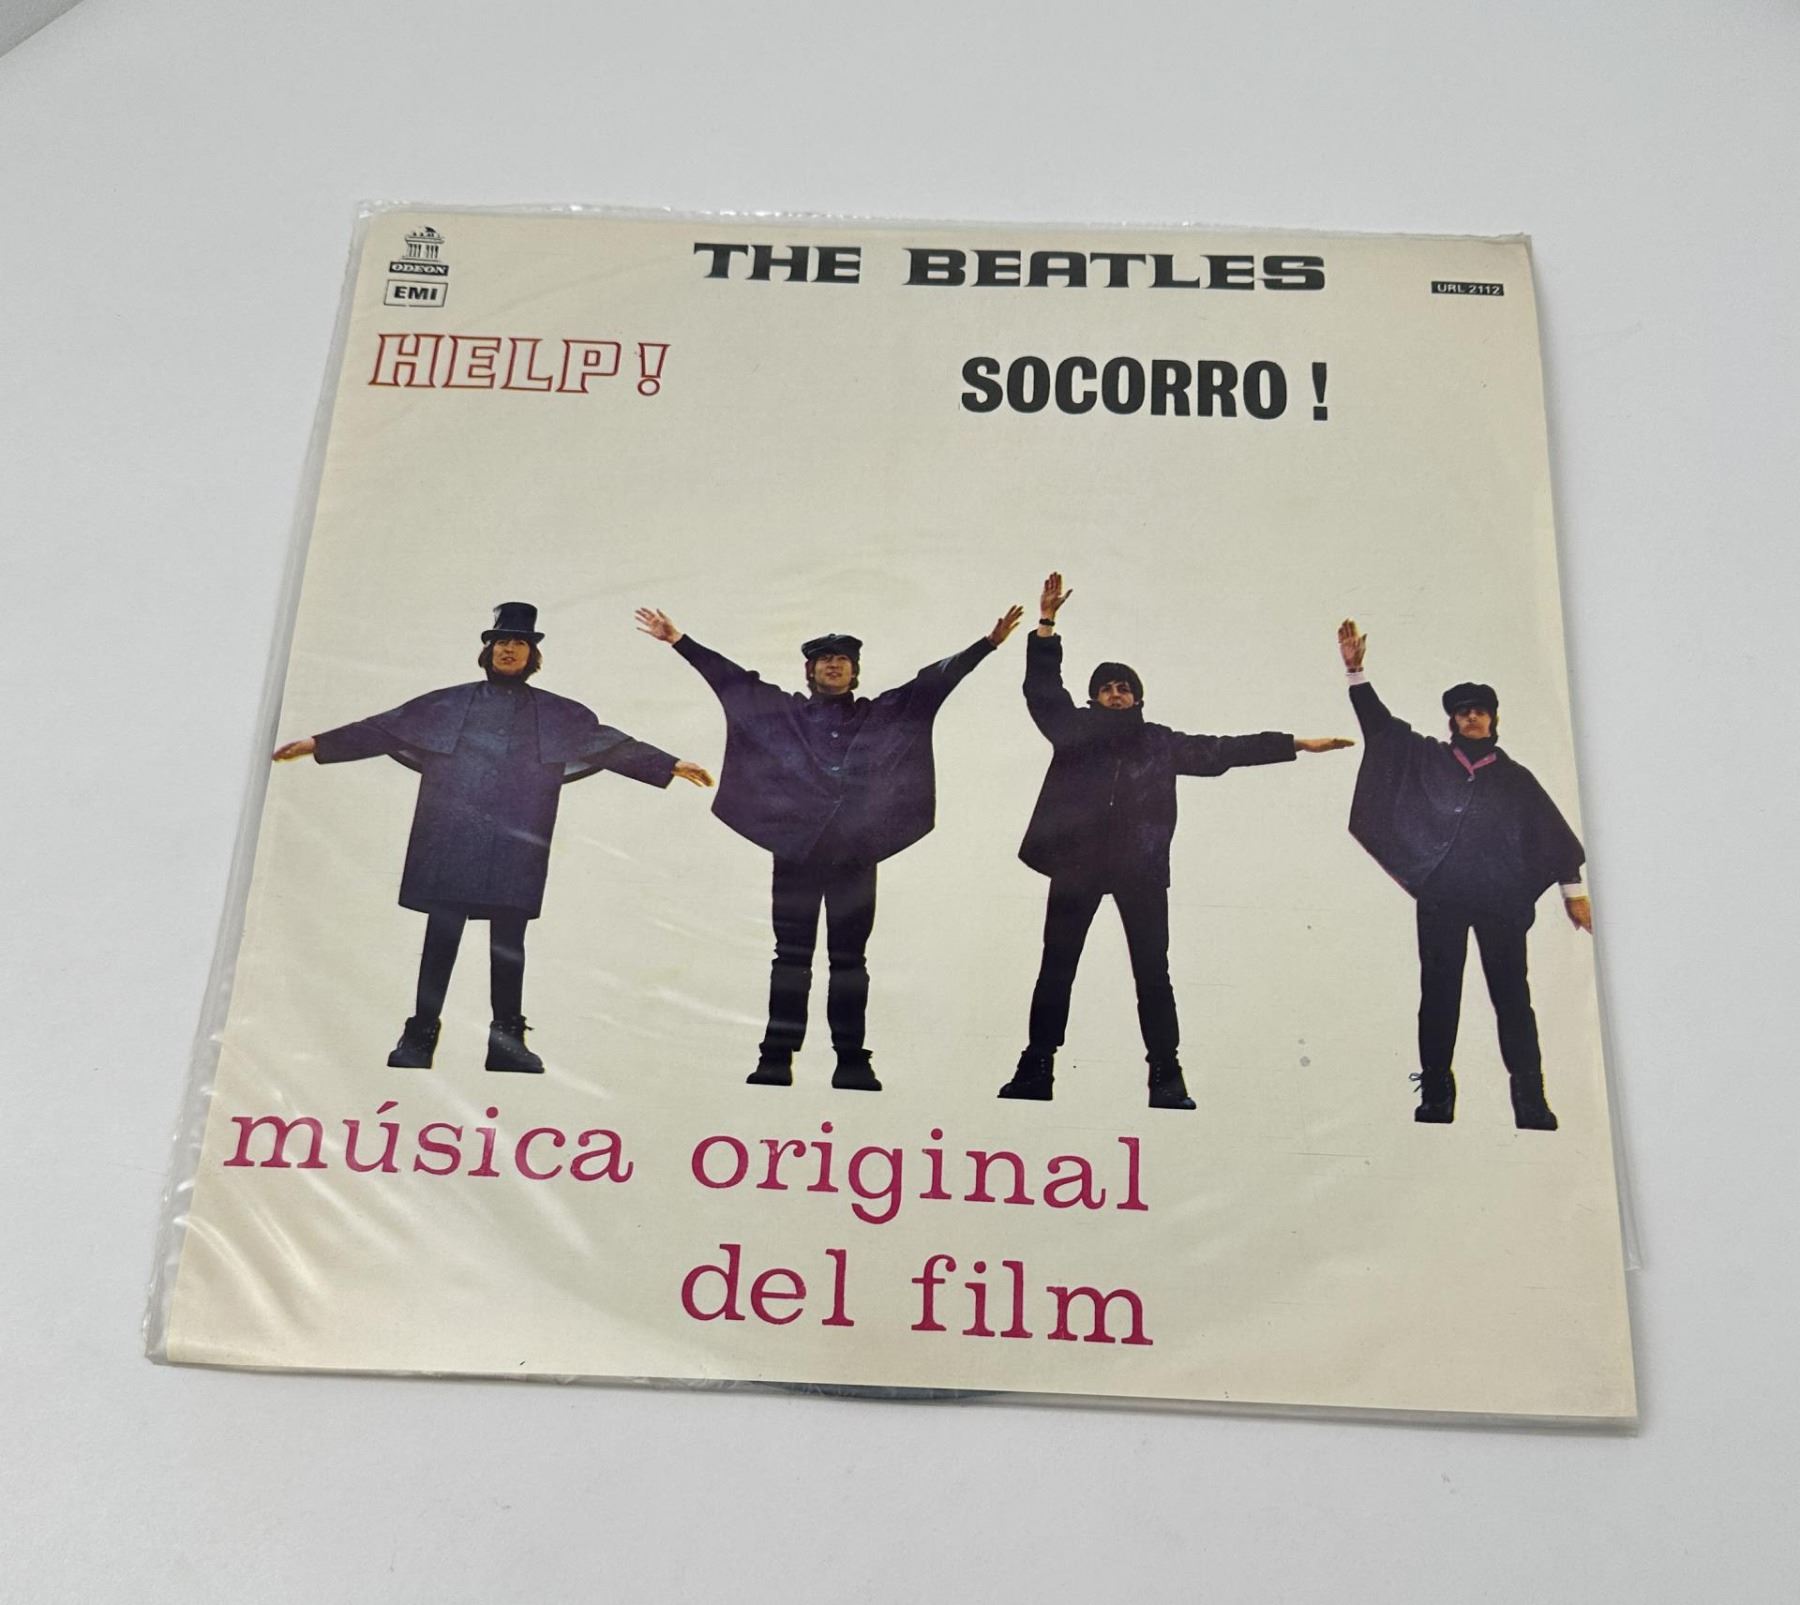 ODEON
EMI
THE BEATLES
URL 2112
HELP!
SOCORRO !
música original
del film